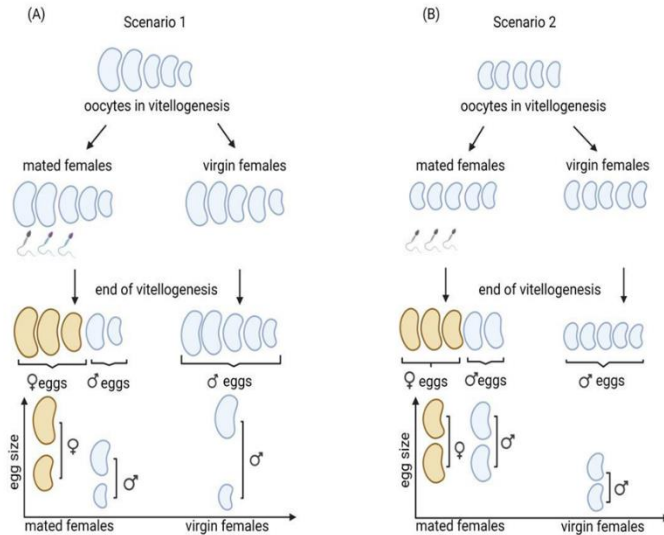 (A)
Scenario 1
oocytes in vitellogenesis
mated females
virgin females
end of vitellogenesis
♀eggs
♂ eggs
♂ eggs
egg size
♀
♂
♂
mated females
virgin females
(B)
Scenario 2
oocytes in vitellogenesis
mated females
virgin females
end of vitellogenesis
♀ eggs
♂eggs
♂ eggs
egg size
♀
♂
♂
mated females
virgin females